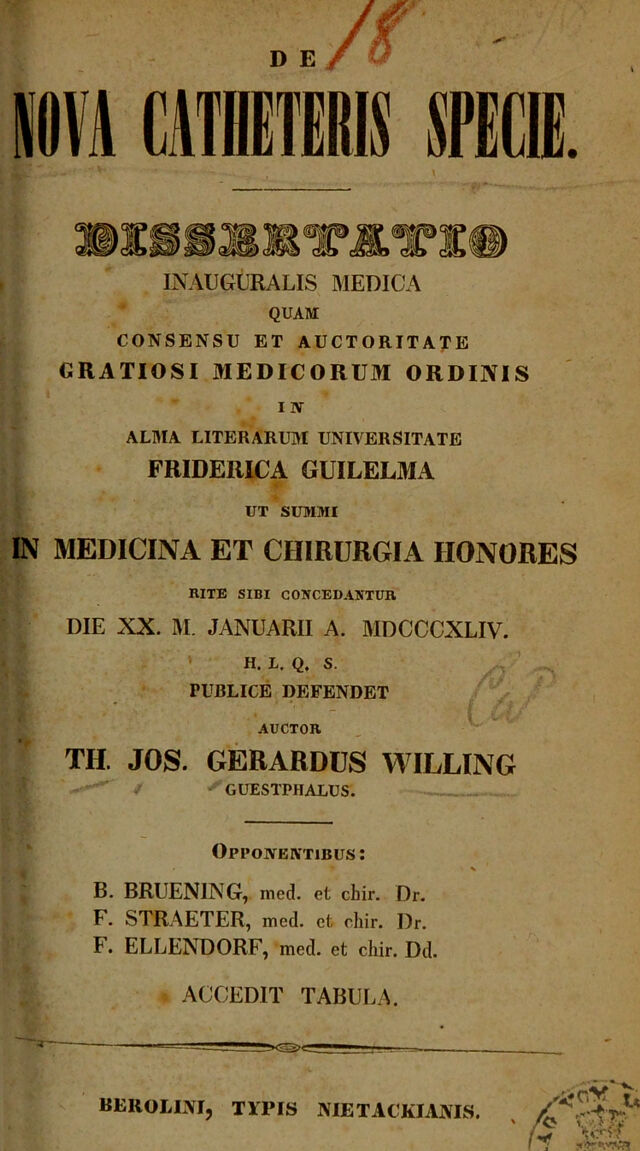 18
DE
NOVA CATHETERIS SPECIE.
DISSERTATIO
INAUGURALIS MEDICA
QUAM
CONSENSU ET AUCTORITATE
GRATIOSI MEDICORUM ORDINIS
IN
ALMA LITERARUM UNIVERSITATE
FRIDERICA GUILELMA
UT SUMMI
IN MEDICINA ET CHIRURGIA HONORES
RITE SIBI CONCEDANTUR
DIE XX. M. JANUARII A. MDCCCXLIV.
H. L. Q. S.
PUBLICE DEFENDET
AUCTOR
TH. JOS. GERARDUS WILLING
GUESTPHALUS.
OPPONENTIBUS:
B. BRUENING, med. et chir. Dr.
F. STRAETER, med. et chir. Dr.
F. ELLENDORF, med. et chir. Dd.
ACCEDIT TABULA.
BEROLINI, TYPIS NIETACKIANIS.